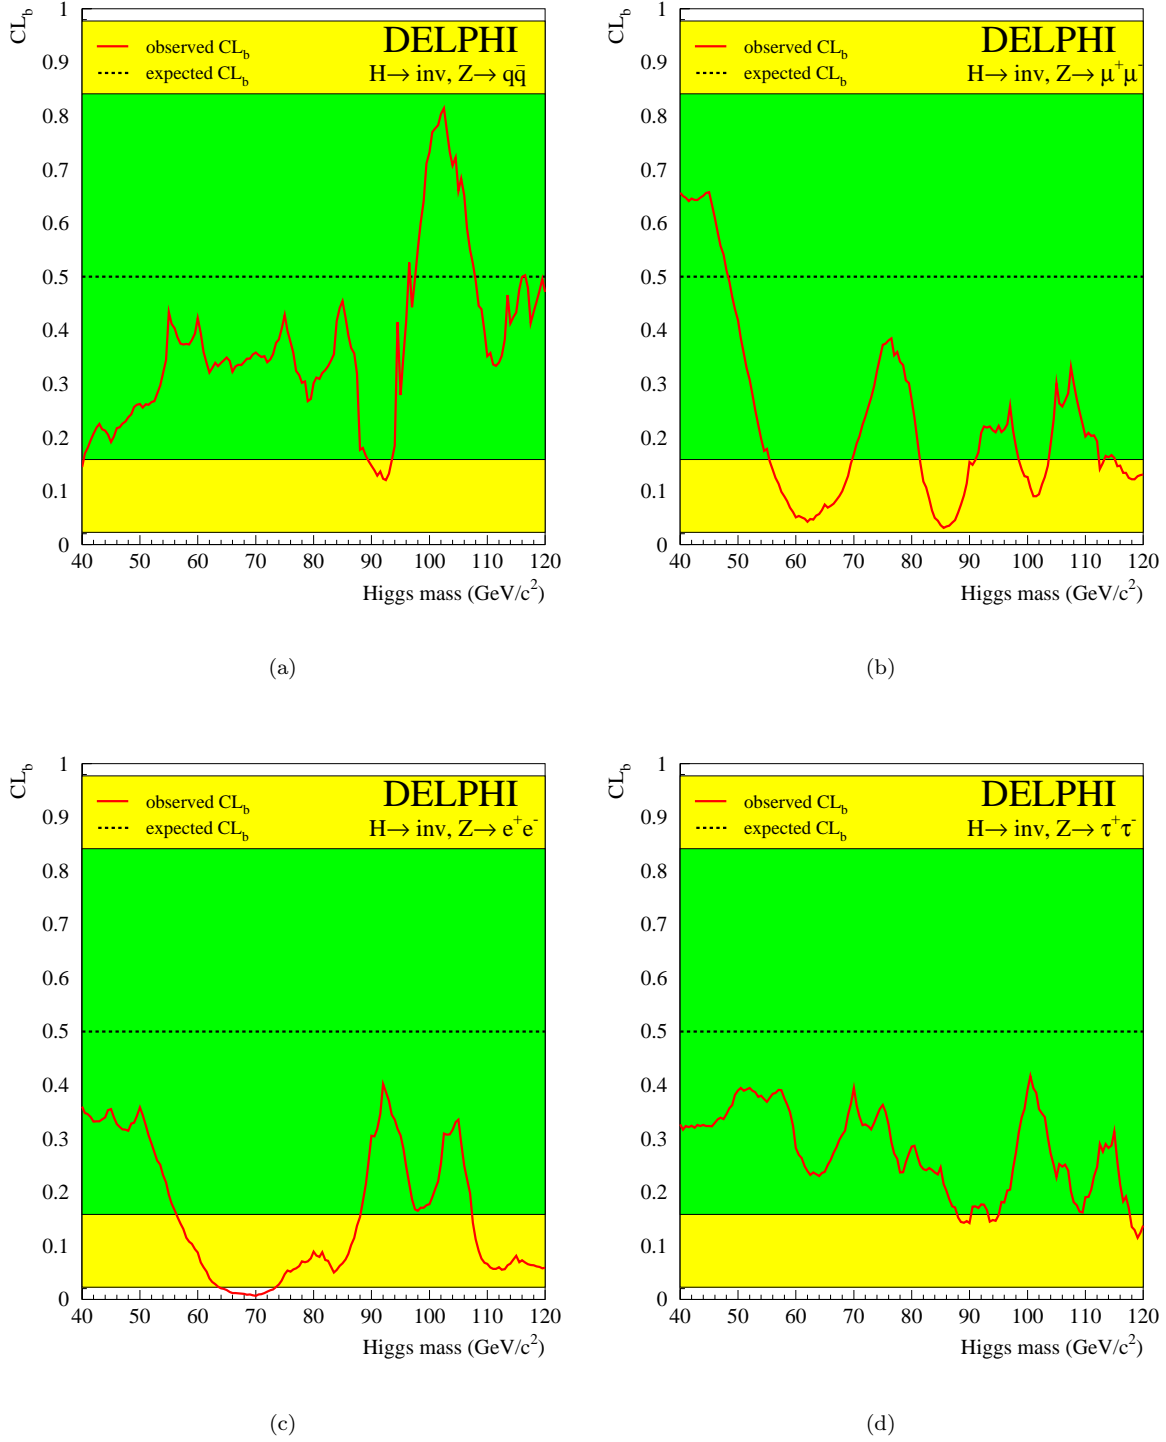 CL_b
1
0.9
0.8
0.7
0.6
0.5
0.4
0.3
0.2
0.1
0
observed CL_b
expected CL_b
DELPHI
H→ inv, Z→ qq̄
40 50 60 70 80 90 100 110 120
Higgs mass (GeV/c²)
(a)
CL_b
1
0.9
0.8
0.7
0.6
0.5
0.4
0.3
0.2
0.1
0
observed CL_b
expected CL_b
DELPHI
H→ inv, Z→ μ⁺μ⁻
40 50 60 70 80 90 100 110 120
Higgs mass (GeV/c²)
(b)
CL_b
1
0.9
0.8
0.7
0.6
0.5
0.4
0.3
0.2
0.1
0
observed CL_b
expected CL_b
DELPHI
H→ inv, Z→ e⁺e⁻
40 50 60 70 80 90 100 110 120
Higgs mass (GeV/c²)
(c)
CL_b
1
0.9
0.8
0.7
0.6
0.5
0.4
0.3
0.2
0.1
0
observed CL_b
expected CL_b
DELPHI
H→ inv, Z→ τ⁺τ⁻
40 50 60 70 80 90 100 110 120
Higgs mass (GeV/c²)
(d)